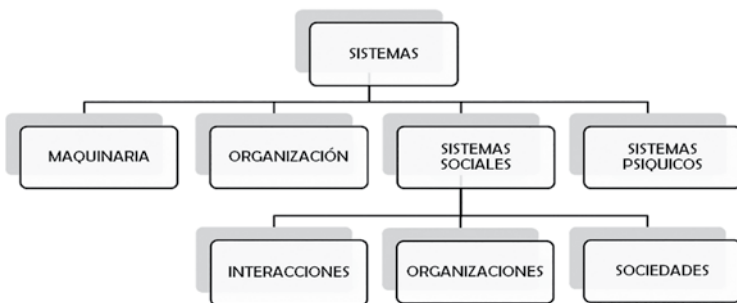 SISTEMAS
MAQUINARIA
ORGANIZACIÓN
SISTEMAS
SOCIALES
SISTEMAS
PSIQUICOS
INTERACCIONES
ORGANIZACIONES
SOCIEDADES